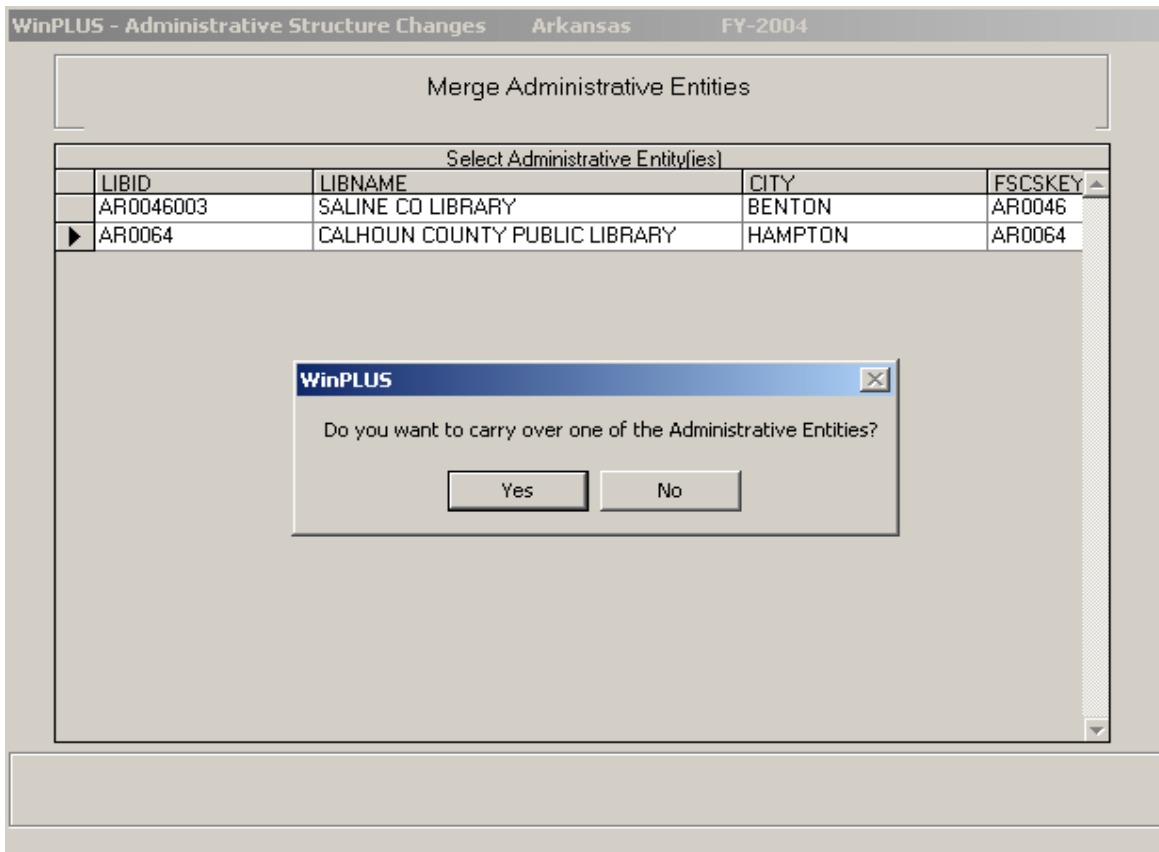 WinPLUS - Administrative Structure Changes Arkansas FY-2004
Merge Administrative Entities
Select Administrative Entity(ies)
LIBID LIBNAME CITY FSCSKEY
AR0046003 SALINE CO LIBRARY BENTON AR0046
AR0064 CALHOUN COUNTY PUBLIC LIBRARY HAMPTON AR0064
WinPLUS
Do you want to carry over one of the Administrative Entities?
Yes No